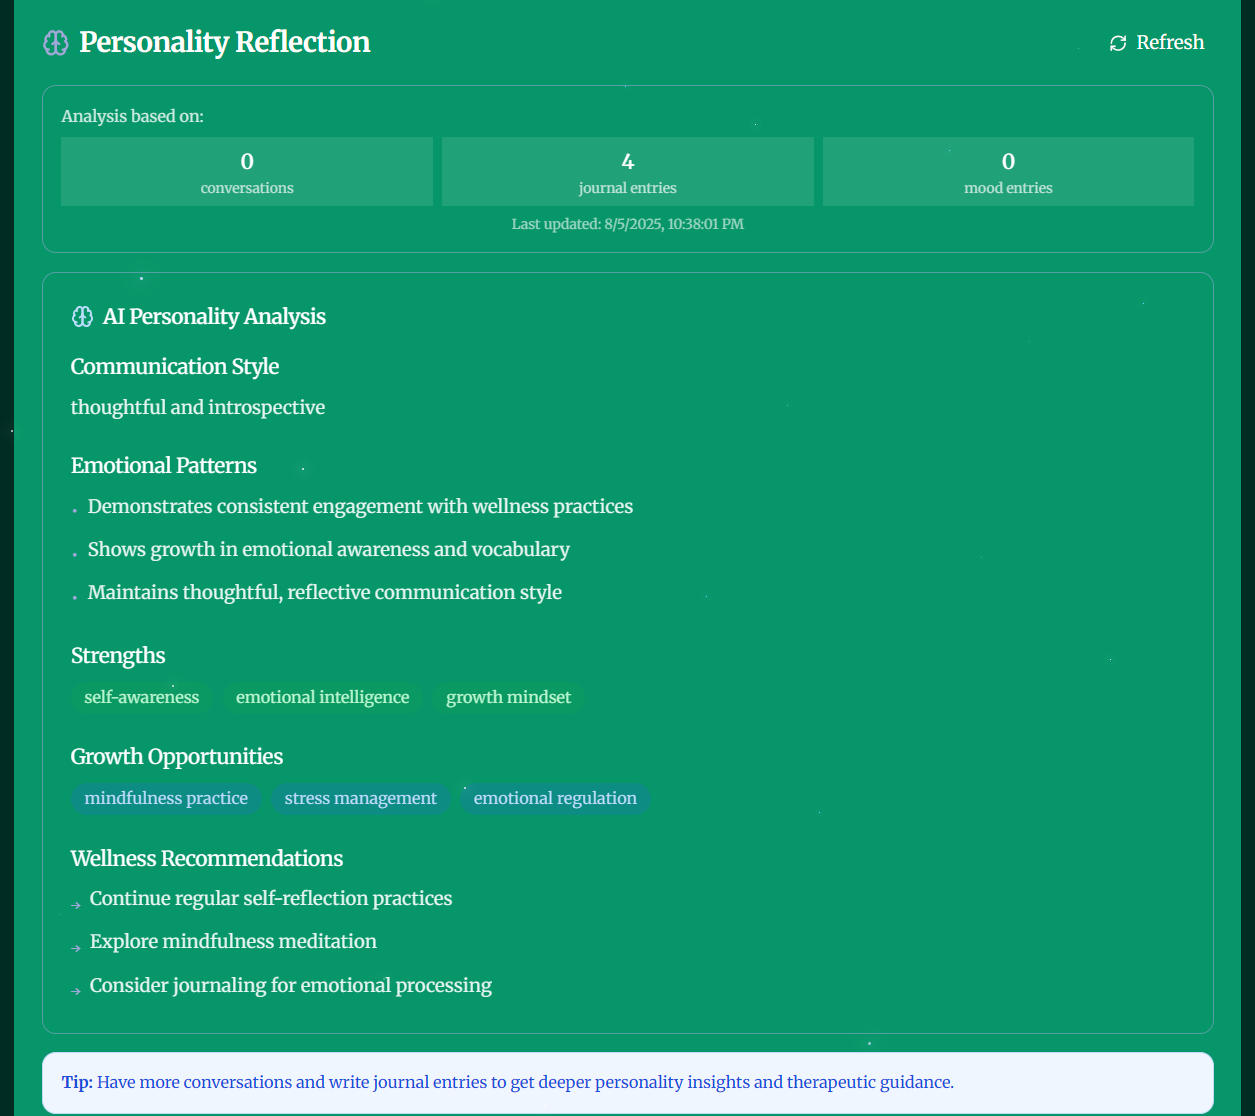 Personality Reflection
Refresh
Analysis based on:
0
conversations
4
journal entries
0
mood entries
Last updated: 8/5/2025, 10:38:01 PM
AI Personality Analysis
Communication Style
thoughtful and introspective
Emotional Patterns
• Demonstrates consistent engagement with wellness practices
• Shows growth in emotional awareness and vocabulary
• Maintains thoughtful, reflective communication style
Strengths
self-awareness
emotional intelligence
growth mindset
Growth Opportunities
mindfulness practice
stress management
emotional regulation
Wellness Recommendations
→ Continue regular self-reflection practices
→ Explore mindfulness meditation
→ Consider journaling for emotional processing
Tip: Have more conversations and write journal entries to get deeper personality insights and therapeutic guidance.